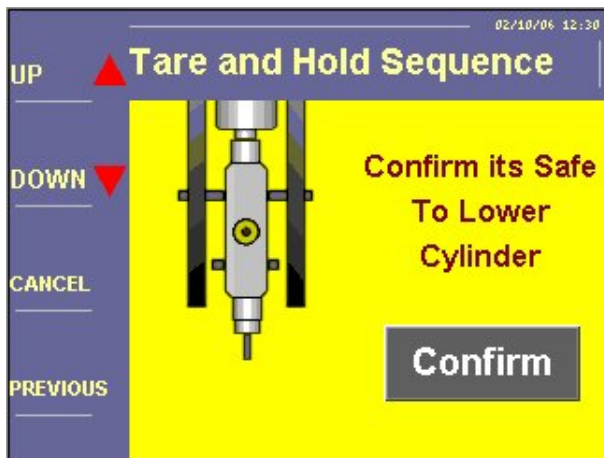 02/10/06 12:30
Tare and Hold Sequence
UP
DOWN
CANCEL
PREVIOUS
Confirm its Safe
To Lower
Cylinder
Confirm